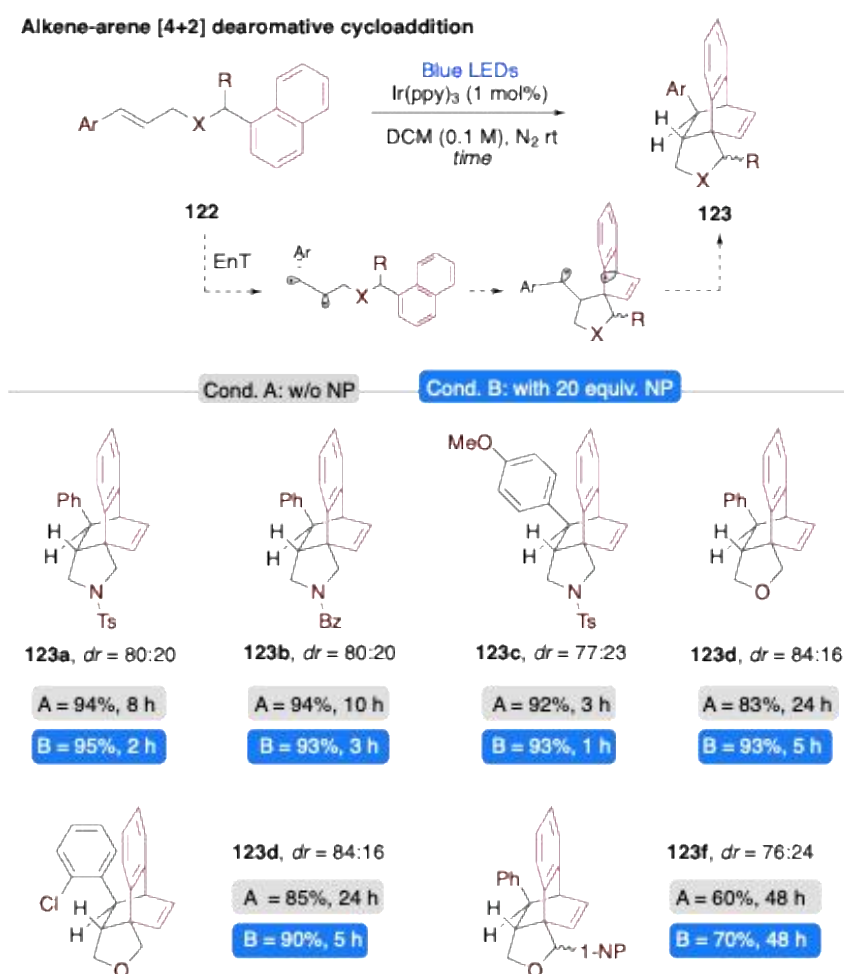 Alkene-arene [4+2] dearomative cycloaddition
Blue LEDs
Ir(ppy)3 (1 mol%)
DCM (0.1 M), N2 rt
time
Ar
X
R
Ar
H
H
X
R
122
123
EnT
Ar
R
X
Ar
R
X
Cond. A: w/o NP
Cond. B: with 20 equiv. NP
Ph
H
H
N
Ts
Ph
H
H
N
Bz
MeO
H
H
N
Ts
Ph
H
H
O
123a, dr = 80:20
123b, dr = 80:20
123c, dr = 77:23
123d, dr = 84:16
A = 94%, 8 h
A = 94%, 10 h
A = 92%, 3 h
A = 83%, 24 h
B = 95%, 2 h
B = 93%, 3 h
B = 93%, 1 h
B = 93%, 5 h
Cl
H
H
O
123d, dr = 84:16
A = 85%, 24 h
B = 90%, 5 h
Ph
H
H
O
1-NP
123f, dr = 76:24
A = 60%, 48 h
B = 70%, 48 h